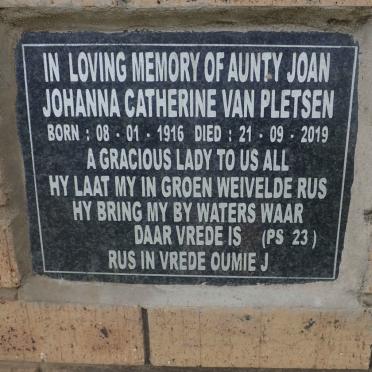 IN LOVING MEMORY OF AUNTY JOAN
JOHANNA CATHERINE VAN PLETSEN
BORN : 08 - 01 - 1916 DIED : 21 - 09 - 2019
A GRACIOUS LADY TO US ALL
HY LAAT MY IN GROEN WEIVELDE RUS
HY BRING MY BY WATERS WAAR
DAAR VREDE IS (PS 23 )
RUS IN VREDE OUMIE J